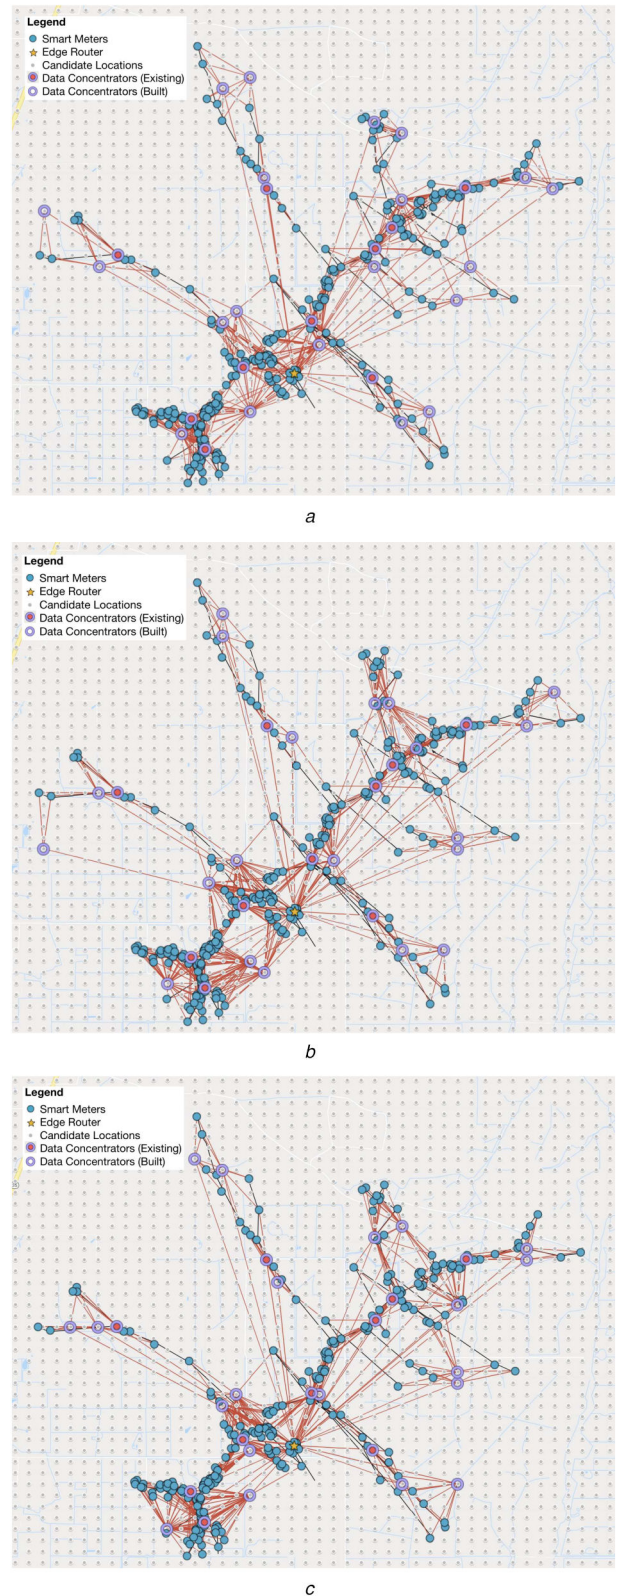 Legend
Smart Meters
Edge Router
Candidate Locations
Data Concentrators (Existing)
Data Concentrators (Built)
a
Legend
Smart Meters
Edge Router
Candidate Locations
Data Concentrators (Existing)
Data Concentrators (Built)
b
Legend
Smart Meters
Edge Router
Candidate Locations
Data Concentrators (Existing)
Data Concentrators (Built)
c